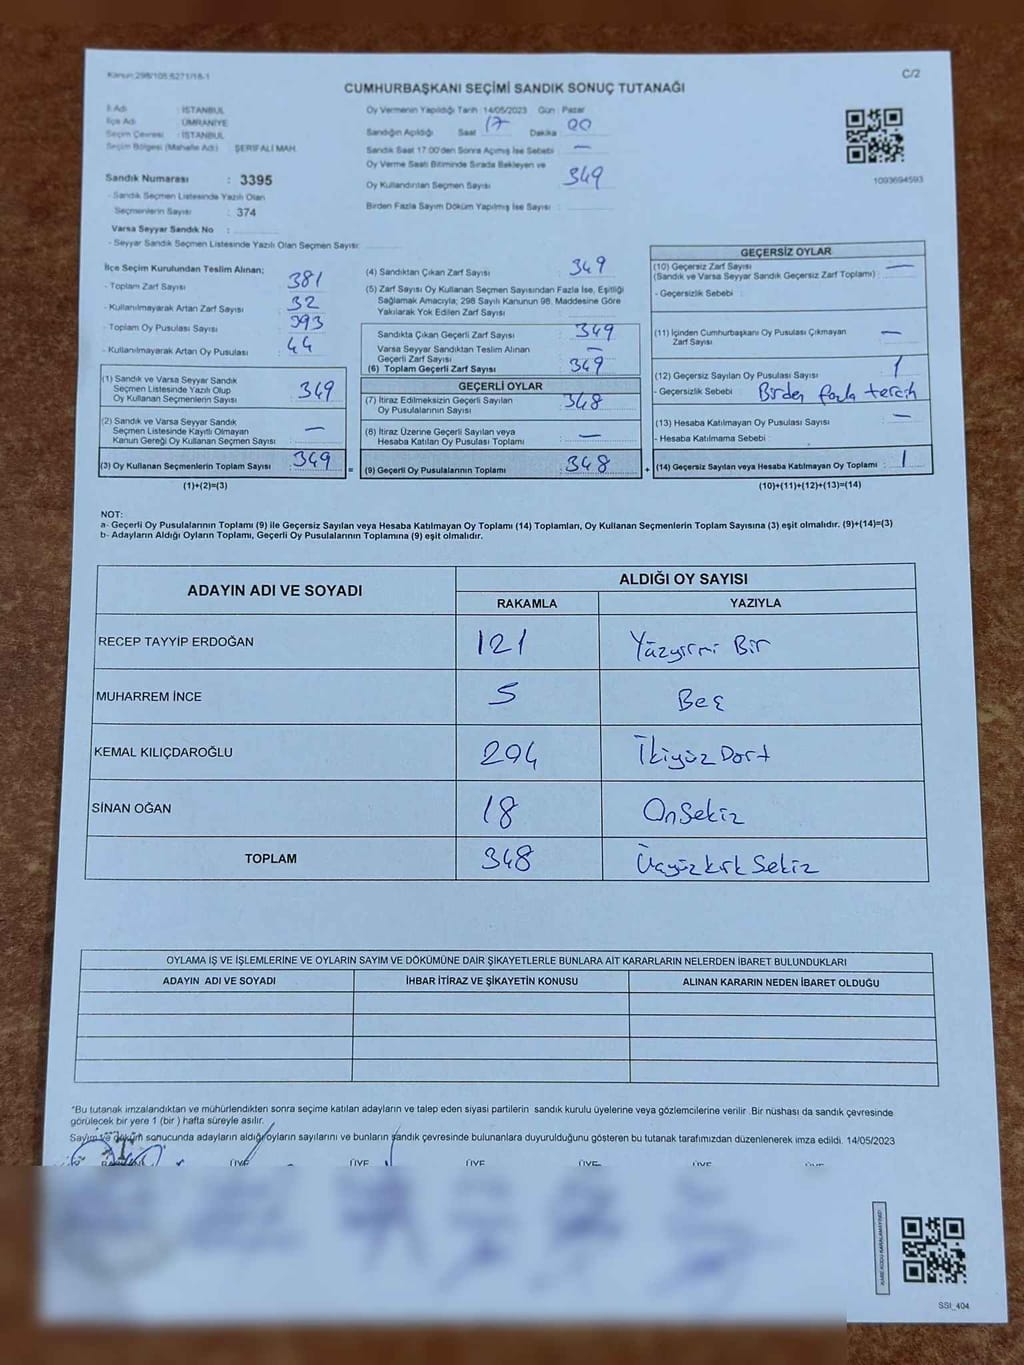 Kanun 298/105 6271/18-1
C/2
CUMHURBAŞKANI SEÇİMİ SANDIK SONUÇ TUTANAĞI
İl Adı : İSTANBUL
İlçe Adı : ÜMRANİYE
Seçim Çevresi : İSTANBUL
Seçim Bölgesi (Mahalle Adı) : ŞERİFALİ MAH.
Sandık Numarası : 3395
- Sandık Seçmen Listesinde Yazılı Olan
Seçmenlerin Sayısı : 374
Varsa Seyyar Sandık No :
- Seyyar Sandık Seçmen Listesinde Yazılı Olan Seçmen Sayısı:
Oy Vermenin Yapıldığı Tarih : 14/05/2023 Gün : Pazar
Sandığın Açıldığı Saat 17 Dakika 00
Sandık Saat 17.00'den Sonra Açımış İse Sebebi : —
Oy Verme Saati Bitiminde Sırada Bekleyen ve
Oy Kullandırılan Seçmen Sayısı : 349
Birden Fazla Sayım Döküm Yapılmış İse Sayısı :
1093694593
İlçe Seçim Kurulundan Teslim Alınan;
- Toplam Zarf Sayısı : 381
- Kullanılmayarak Artan Zarf Sayısı : 32
- Toplam Oy Pusulası Sayısı : 393
- Kullanılmayarak Artan Oy Pusulası : 44
(1) Sandık ve Varsa Seyyar Sandık
Seçmen Listesinde Yazılı Olup
Oy Kullanan Seçmenlerin Sayısı : 349
(2) Sandık ve Varsa Seyyar Sandık
Seçmen Listesinde Kayıtlı Olmayan
Kanun Gereği Oy Kullanan Seçmen Sayısı : —
(3) Oy Kullanan Seçmenlerin Toplam Sayısı : 349
(1)+(2)=(3)
(4) Sandıktan Çıkan Zarf Sayısı : 349
(5) Zarf Sayısı Oy Kullanan Seçmen Sayısından Fazla İse, Eşitliği
Sağlamak Amacıyla; 298 Sayılı Kanunun 98. Maddesine Göre
Yakılarak Yok Edilen Zarf Sayısı :
Sandıkta Çıkan Geçerli Zarf Sayısı : 349
Varsa Seyyar Sandıktan Teslim Alınan
Geçerli Zarf Sayısı : —
(6) Toplam Geçerli Zarf Sayısı : 349
GEÇERLİ OYLAR
(7) İtiraz Edilmeksizin Geçerli Sayılan
Oy Pusulalarının Sayısı : 348
(8) İtiraz Üzerine Geçerli Sayılan veya
Hesaba Katılan Oy Pusulası Toplamı : —
= (9) Geçerli Oy Pusulalarının Toplamı : 348
GEÇERSİZ OYLAR
(10) Geçersiz Zarf Sayısı : —
(Sandık ve Varsa Seyyar Sandık Geçersiz Zarf Toplamı)
- Geçersizlik Sebebi :
(11) İçinden Cumhurbaşkanı Oy Pusulası Çıkmayan
Zarf Sayısı : —
(12) Geçersiz Sayılan Oy Pusulası Sayısı : 1
- Geçersizlik Sebebi : Birden fazla tercih
(13) Hesaba Katılmayan Oy Pusulası Sayısı : —
- Hesaba Katılmama Sebebi :
+ (14) Geçersiz Sayılan veya Hesaba Katılmayan Oy Toplamı : 1
(10)+(11)+(12)+(13)=(14)
NOT:
a- Geçerli Oy Pusulalarının Toplamı (9) ile Geçersiz Sayılan veya Hesaba Katılmayan Oy Toplamı (14) Toplamları, Oy Kullanan Seçmenlerin Toplam Sayısına (3) eşit olmalıdır. (9)+(14)=(3)
b- Adayların Aldığı Oyların Toplamı, Geçerli Oy Pusulalarının Toplamına (9) eşit olmalıdır.
ADAYIN ADI VE SOYADI ALDIĞI OY SAYISI
RAKAMLA YAZIYLA
RECEP TAYYİP ERDOĞAN 121 Yüzyirmi Bir
MUHARREM İNCE 5 Beş
KEMAL KILIÇDAROĞLU 204 İkiyüz Dört
SİNAN OĞAN 18 On Sekiz
TOPLAM 348 Üçyüz kırk Sekiz
OYLAMA İŞ VE İŞLEMLERİNE VE OYLARIN SAYIM VE DÖKÜMÜNE DAİR ŞİKAYETLERLE BUNLARA AİT KARARLARIN NELERDEN İBARET BULUNDUKLARI
ADAYIN ADI VE SOYADI İHBAR İTİRAZ VE ŞİKAYETİN KONUSU ALINAN KARARIN NEDEN İBARET OLDUĞU
*Bu tutanak imzalandıktan ve mühürlendikten sonra seçime katılan adayların ve talep eden siyasi partilerin sandık kurulu üyelerine veya gözlemcilerine verilir. Bir nüshası da sandık çevresinde
görülecek bir yere 1 (bir ) hafta süreyle asılır.
Sayım ve döküm sonucunda adayların aldığı oyların sayılarını ve bunların sandık çevresinde bulunanlara duyurulduğunu gösteren bu tutanak tarafımızdan düzenlenerek imza edildi. 14/05/2023
ÜYE ÜYE ÜYE ÜYE ÜYE
SSI_404